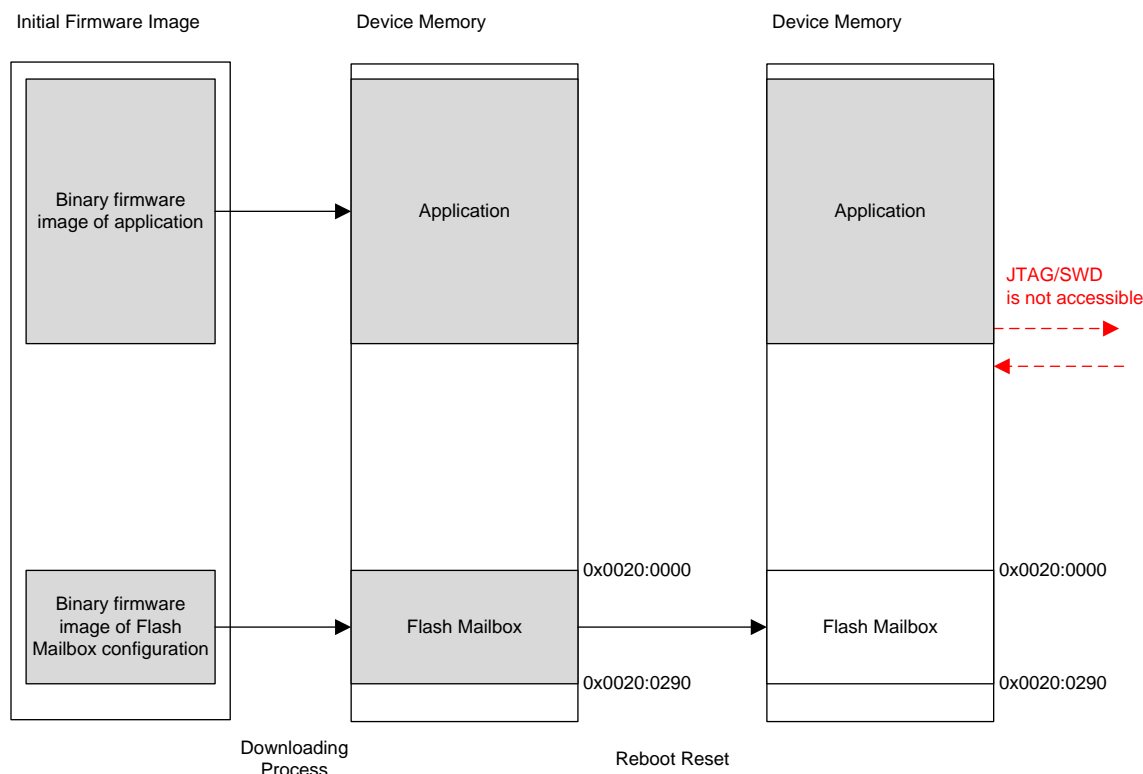 Initial Firmware Image
Device Memory
Device Memory
Binary firmware
image of application
Application
Application
JTAG/SWD
is not accessible
0x0020:0000
0x0020:0000
Binary firmware
image of Flash
Mailbox configuration
Flash Mailbox
Flash Mailbox
0x0020:0290
0x0020:0290
Downloading
Process
Reboot Reset